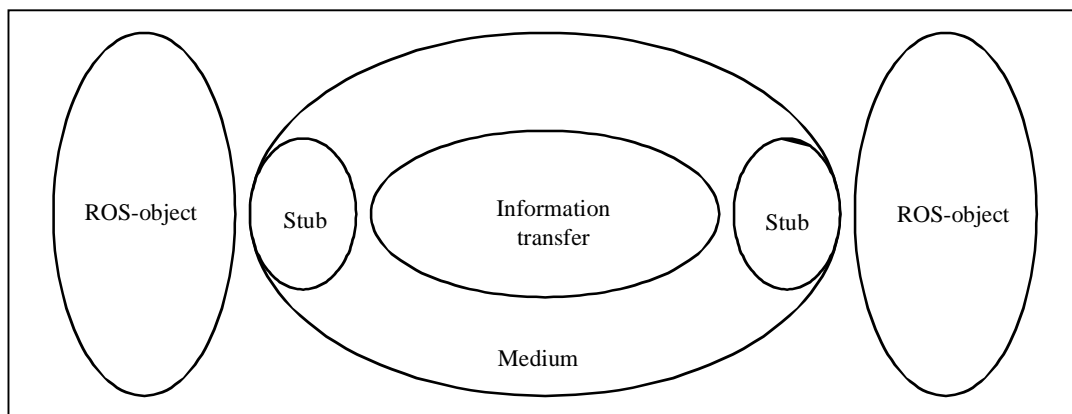 ROS-object
Stub
Information
transfer
Stub
ROS-object
Medium